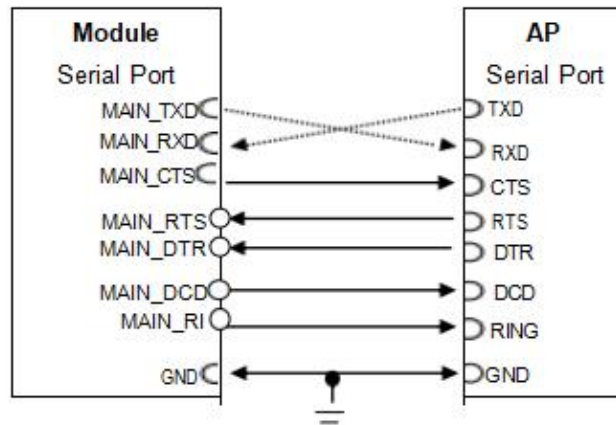 Module
Serial Port
MAIN_TXD
MAIN_RXD
MAIN_CTS
MAIN_RTS
MAIN_DTR
MAIN_DCD
MAIN_RI
GND
AP
Serial Port
TXD
RXD
CTS
RTS
DTR
DCD
RING
GND